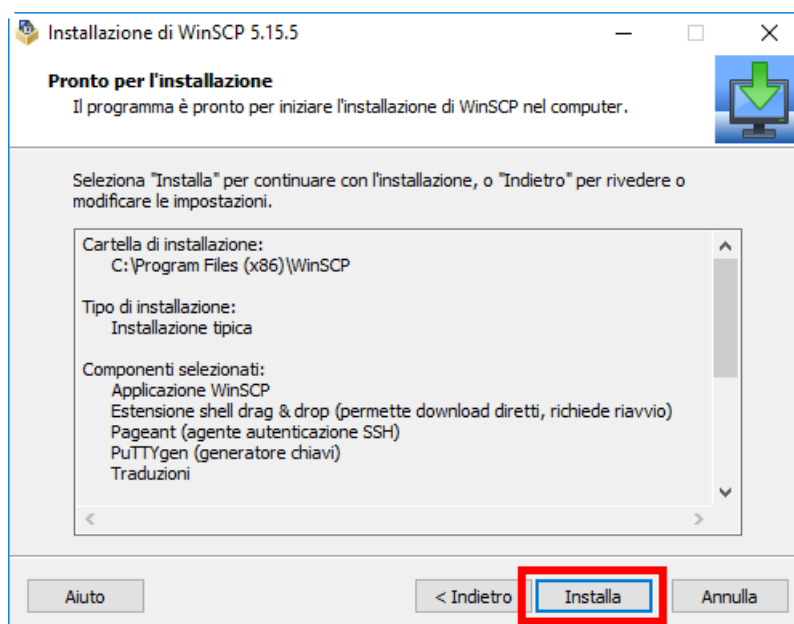 Installazione di WinSCP 5.15.5
Pronto per l'installazione
Il programma è pronto per iniziare l'installazione di WinSCP nel computer.
Seleziona "Installa" per continuare con l'installazione, o "Indietro" per rivedere o
modificare le impostazioni.
Cartella di installazione:
C:\Program Files (x86)\WinSCP
Tipo di installazione:
Installazione tipica
Componenti selezionati:
Applicazione WinSCP
Estensione shell drag & drop (permette download diretti, richiede riavvio)
Pageant (agente autenticazione SSH)
PuTTYgen (generatore chiavi)
Traduzioni
Aiuto
< Indietro
Installa
Annulla